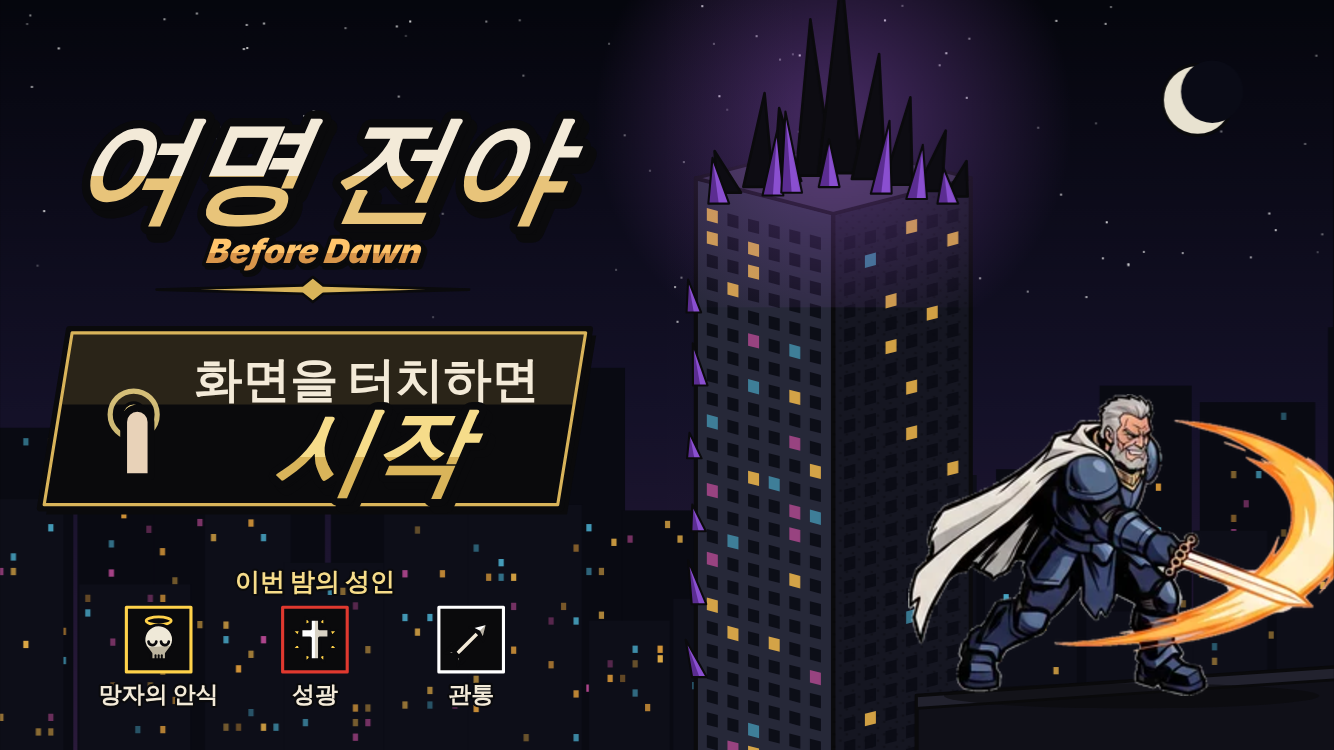 여명 전야
Before Dawn
화면을 터치하면
시작
이번 밤의 성인
망자의 안식
성광
관통